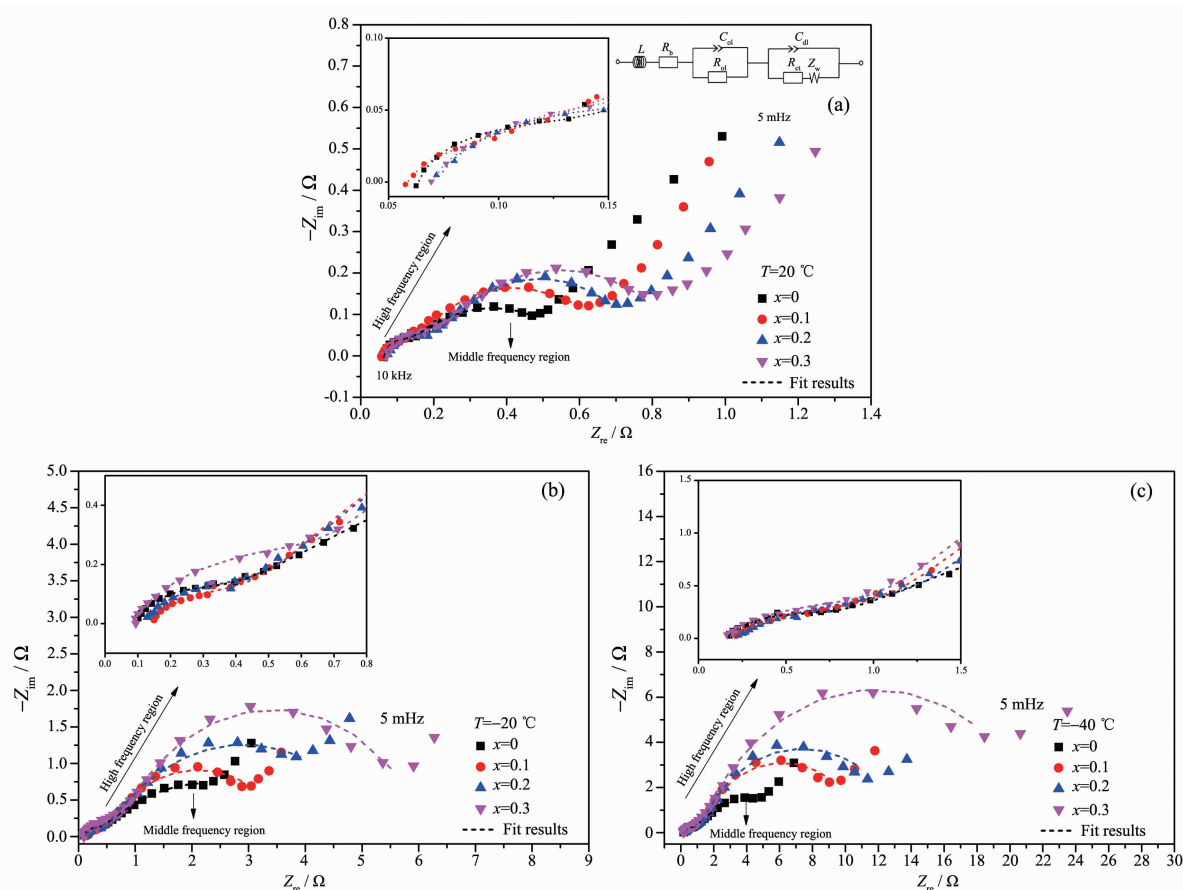 0.8
0.7
0.6
0.5
0.4
0.3
0.2
0.1
0.0
-0.1
−Z_im / Ω
0.0 0.2 0.4 0.6 0.8 1.0 1.2 1.4
Z_re / Ω
0.10
0.05
0.00
0.05 0.10 0.15
L R_b C_ol R_ol C_dl R_ct Z_w
(a)
5 mHz
High frequency region
Middle frequency region
10 kHz
T=20 ℃
x=0
x=0.1
x=0.2
x=0.3
Fit results
5.0
4.5
4.0
3.5
3.0
2.5
2.0
1.5
1.0
0.5
0.0
−Z_im / Ω
0 1 2 3 4 5 6 7 8 9
Z_re / Ω
0.4
0.2
0.0
0.0 0.1 0.2 0.3 0.4 0.5 0.6 0.7 0.8
(b)
5 mHz
High frequency region
Middle frequency region
T=−20 ℃
x=0
x=0.1
x=0.2
x=0.3
Fit results
16
14
12
10
8
6
4
2
0
−Z_im / Ω
0 2 4 6 8 10 12 14 16 18 20 22 24 26 28 30
Z_re / Ω
1.5
1.0
0.5
0.0
0.0 0.5 1.0 1.5
(c)
5 mHz
High frequency region
Middle frequency region
T=−40 ℃
x=0
x=0.1
x=0.2
x=0.3
Fit results